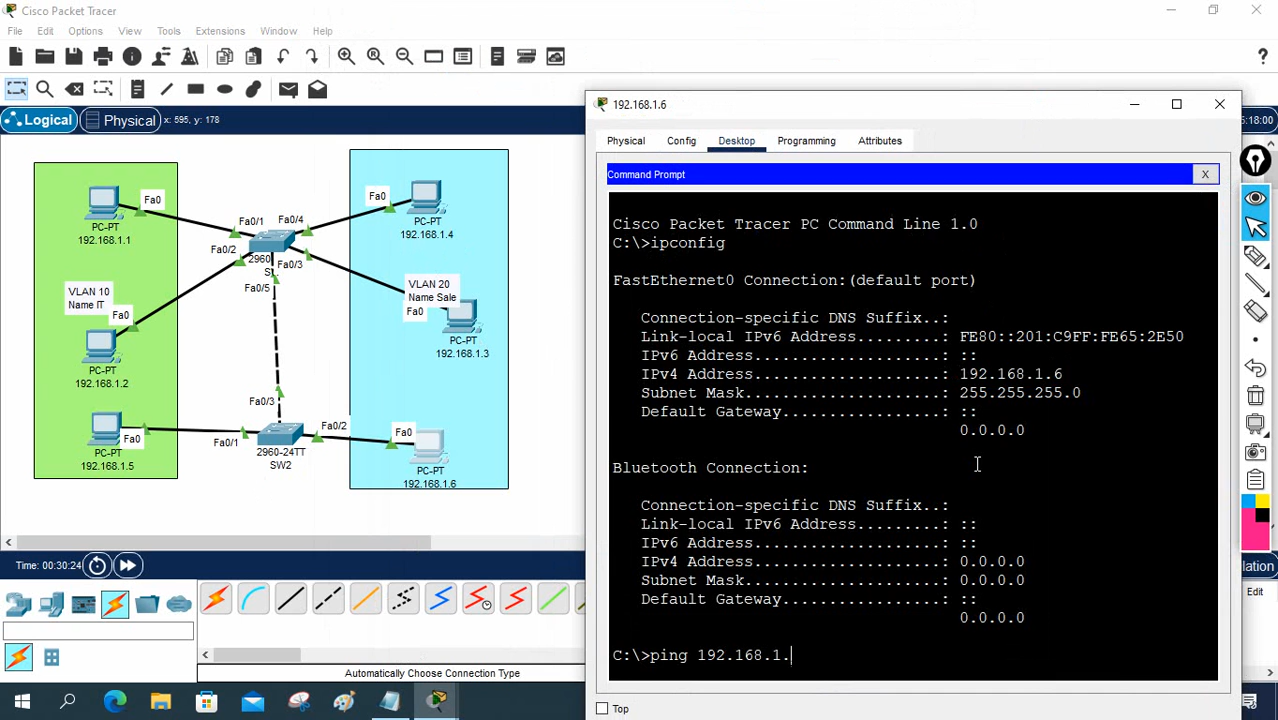 Cisco Packet Tracer
File Edit Options View Tools Extensions Window Help
Logical Physical x: 595, y: 178
192.168.1.6
Physical Config Desktop Programming Attributes
Command Prompt X
Cisco Packet Tracer PC Command Line 1.0
C:\>ipconfig
FastEthernet0 Connection:(default port)
Connection-specific DNS Suffix..:
Link-local IPv6 Address.........: FE80::201:C9FF:FE65:2E50
IPv6 Address....................: ::
IPv4 Address....................: 192.168.1.6
Subnet Mask.....................: 255.255.255.0
Default Gateway.................: ::
0.0.0.0
Bluetooth Connection:
Connection-specific DNS Suffix..:
Link-local IPv6 Address.........: ::
IPv6 Address....................: ::
IPv4 Address....................: 0.0.0.0
Subnet Mask.....................: 0.0.0.0
Default Gateway.................: ::
0.0.0.0
C:\>ping 192.168.1.
Top
Fa0
PC-PT
192.168.1.1
Fa0/1
Fa0/4
Fa0
PC-PT
192.168.1.4
Fa0/2
2960
Fa0/3
Fa0/5
VLAN 10
Name IT
Fa0
PC-PT
192.168.1.2
VLAN 20
Name Sale
Fa0
PC-PT
192.168.1.3
Fa0/3
PC-PT
192.168.1.5
Fa0
Fa0/1
2960-24TT
SW2
Fa0/2
Fa0
PC-PT
192.168.1.6
Time: 00:30:24
Automatically Choose Connection Type
:18:00
lation
Edit